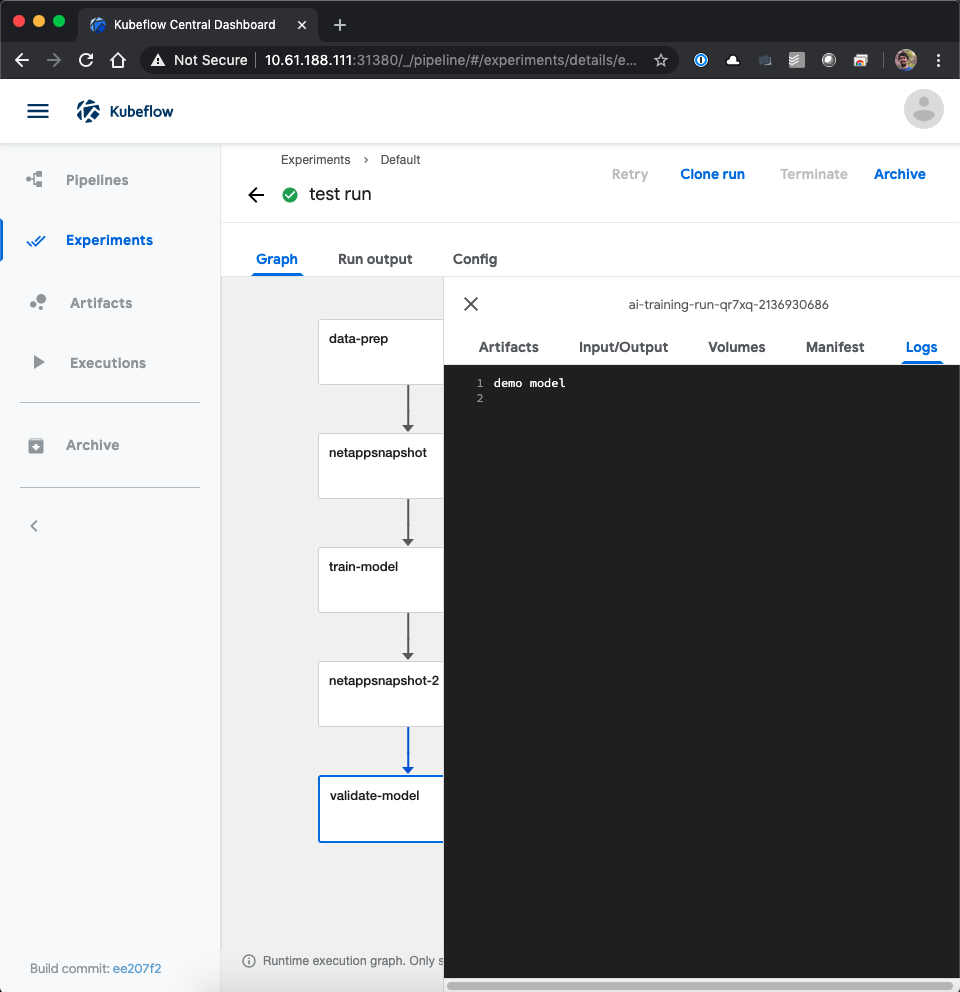 Kubeflow Central Dashboard
Not Secure 10.61.188.111:31380/_/pipeline/#/experiments/details/e...
Kubeflow
Pipelines
Experiments
Artifacts
Executions
Archive
Build commit: ee207f2
Experiments > Default
test run
Retry Clone run Terminate Archive
Graph Run output Config
data-prep
netappsnapshot
train-model
netappsnapshot-2
validate-model
Runtime execution graph. Only s
ai-training-run-qr7xq-2136930686
Artifacts Input/Output Volumes Manifest Logs
1 demo model
2